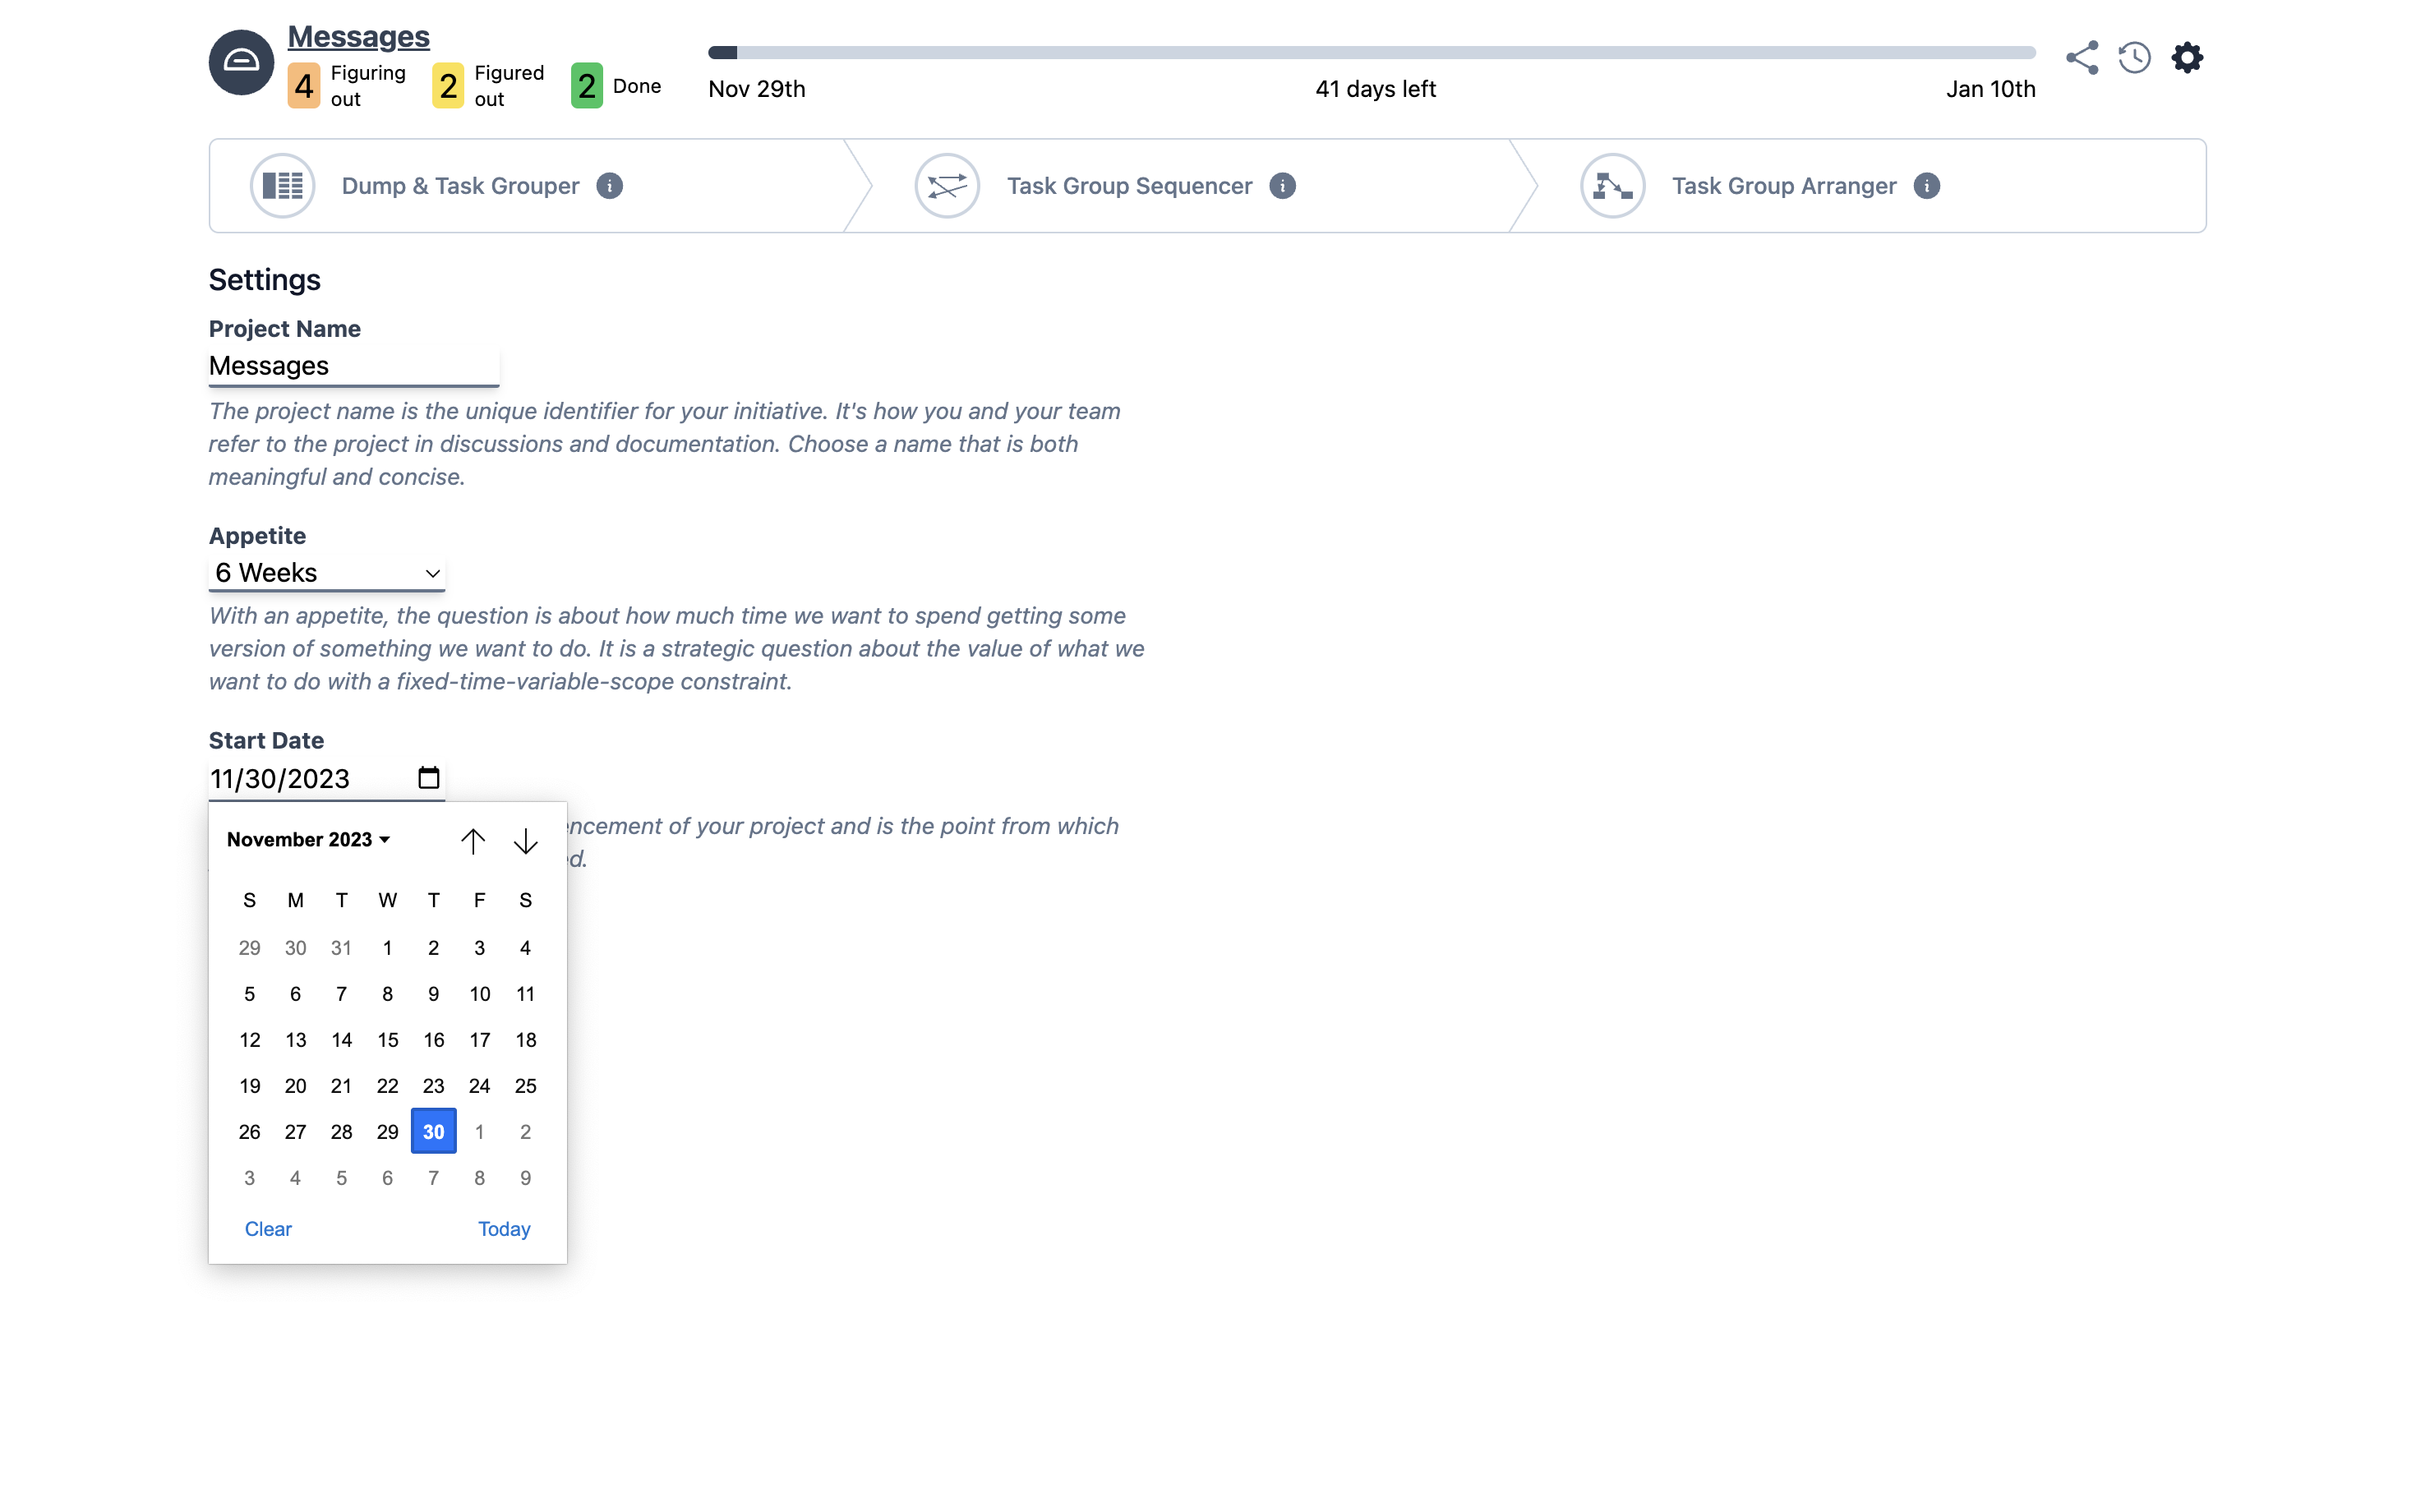 Messages
4 Figuring out
2 Figured out
2 Done
Nov 29th
41 days left
Jan 10th
Dump & Task Grouper i
Task Group Sequencer i
Task Group Arranger i
Settings
Project Name
Messages
The project name is the unique identifier for your initiative. It's how you and your team
refer to the project in discussions and documentation. Choose a name that is both
meaningful and concise.
Appetite
6 Weeks
With an appetite, the question is about how much time we want to spend getting some
version of something we want to do. It is a strategic question about the value of what we
want to do with a fixed-time-variable-scope constraint.
Start Date
11/30/2023
of your project and is the point from which
November 2023
S M T W T F S
29 30 31 1 2 3 4
5 6 7 8 9 10 11
12 13 14 15 16 17 18
19 20 21 22 23 24 25
26 27 28 29 30 1 2
3 4 5 6 7 8 9
Clear Today